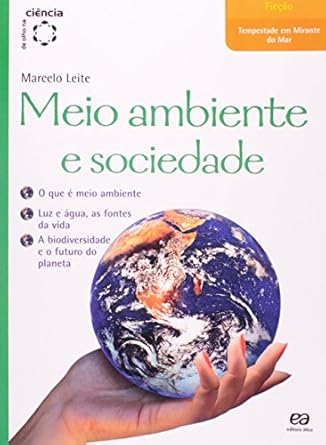 de olho na
ciência
Ficção
Tempestade em Mirante
do Mar
Marcelo Leite
Meio ambiente
e sociedade
O que é meio ambiente
Luz e água, as fontes
da vida
A biodiversidade
e o futuro do
planeta
ea
editora ática